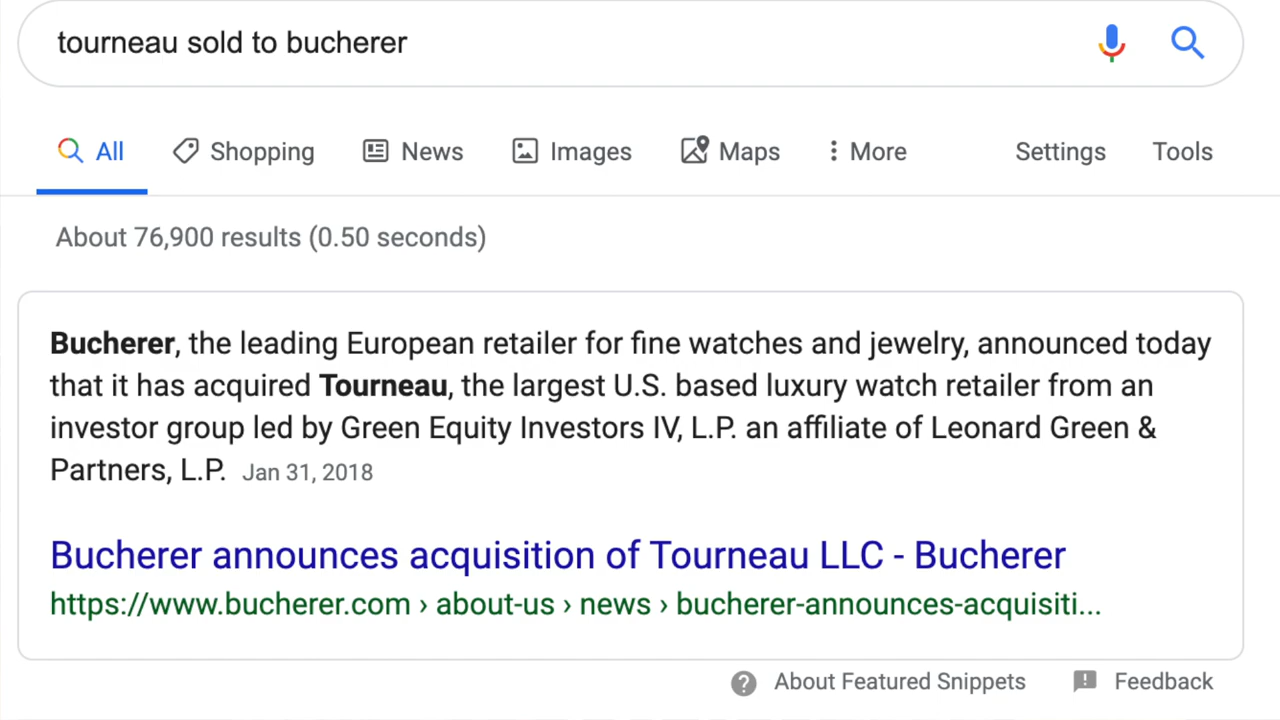 tourneau sold to bucherer
All Shopping News Images Maps More Settings Tools
About 76,900 results (0.50 seconds)
Bucherer, the leading European retailer for fine watches and jewelry, announced today
that it has acquired Tourneau, the largest U.S. based luxury watch retailer from an
investor group led by Green Equity Investors IV, L.P. an affiliate of Leonard Green &
Partners, L.P. Jan 31, 2018
Bucherer announces acquisition of Tourneau LLC - Bucherer
https://www.bucherer.com › about-us › news › bucherer-announces-acquisiti...
About Featured Snippets Feedback